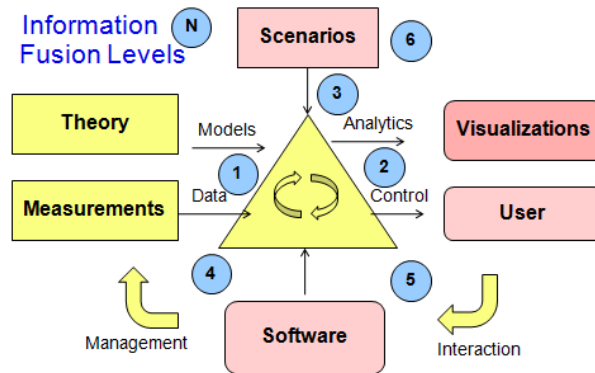 Information
Fusion Levels
N
Scenarios
6
3
Theory
Models
Analytics
Visualizations
1
2
Measurements
Data
Control
User
4
5
Management
Software
Interaction